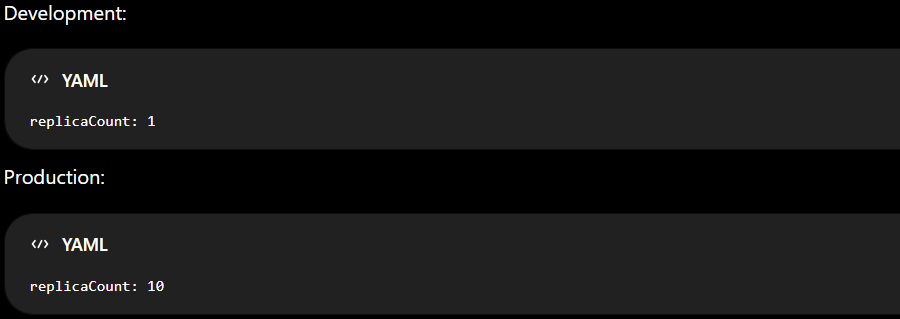 Development:
YAML
replicaCount: 1
Production:
YAML
replicaCount: 10